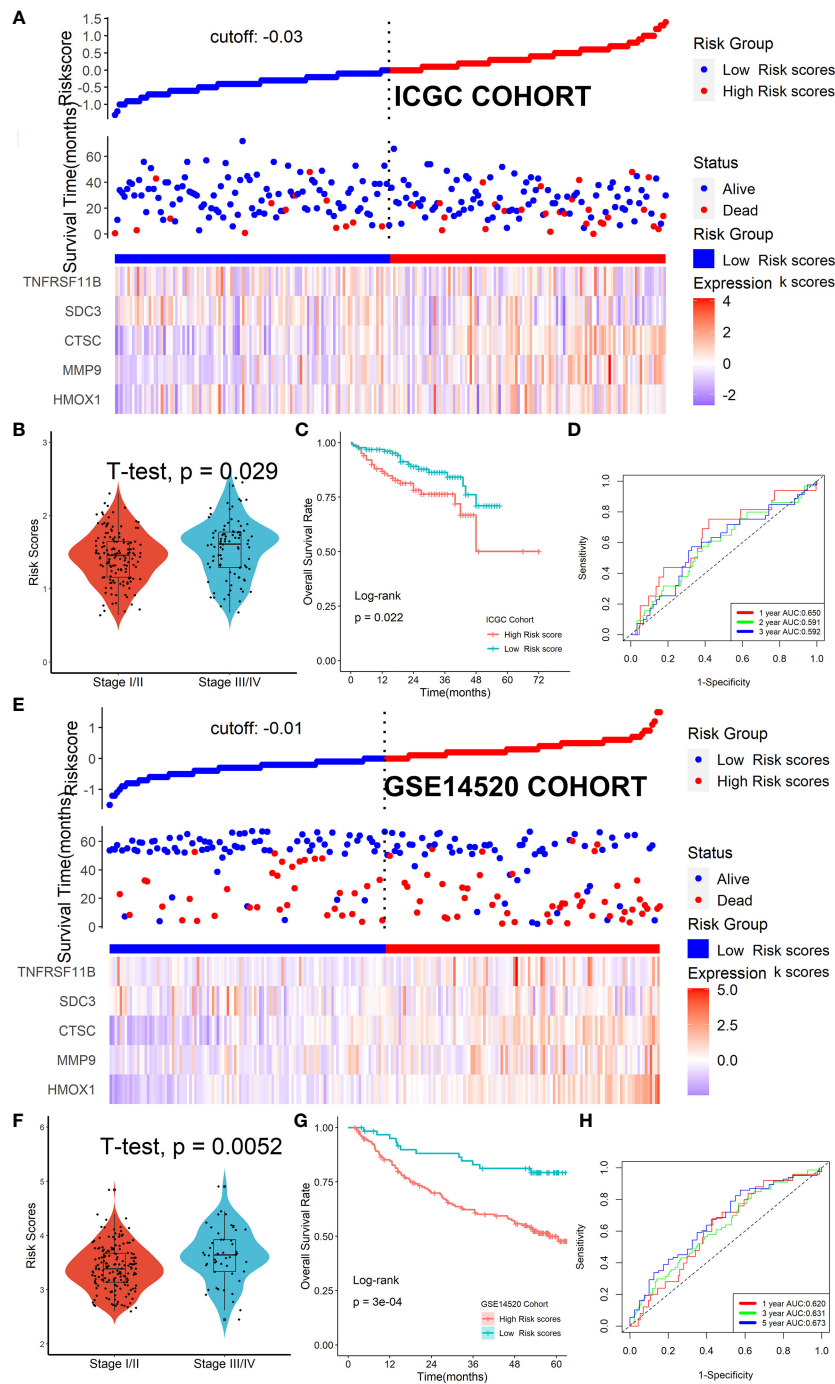 A
cutoff: -0.03
ICGC COHORT
Riskscore
1.5
1.0
0.5
0.0
-0.5
-1.0
Risk Group
Low Risk scores
High Risk scores
Survival Time(months)
60
40
20
0
Status
Alive
Dead
Risk Group
Low Risk scores
Expression k scores
4
2
0
-2
TNFRSF11B
SDC3
CTSC
MMP9
HMOX1
B
T-test, p = 0.029
Risk Scores
3
2
1
0
Stage I/II
Stage III/IV
C
Overall Survival Rate
1.00
0.75
0.50
0.25
0.00
Log-rank
p = 0.022
ICGC Cohort
High Risk score
Low Risk score
0 12 24 36 48 60 72
Time(months)
D
Sensitivity
1.0
0.8
0.6
0.4
0.2
0.0
1 year AUC:0.650
2 year AUC:0.591
3 year AUC:0.592
0.0 0.2 0.4 0.6 0.8 1.0
1-Specificity
E
cutoff: -0.01
GSE14520 COHORT
Riskscore
1
0
-1
Risk Group
Low Risk scores
High Risk scores
Survival Time(months)
60
40
20
0
Status
Alive
Dead
Risk Group
Low Risk scores
Expression k scores
5.0
2.5
0.0
TNFRSF11B
SDC3
CTSC
MMP9
HMOX1
F
T-test, p = 0.0052
Risk Scores
6
5
4
3
2
Stage I/II
Stage III/IV
G
Overall Survival Rate
1.00
0.75
0.50
0.25
0.00
Log-rank
p = 3e-04
GSE14520 Cohort
High Risk scores
Low Risk scores
0 12 24 36 48 60
Time(months)
H
Sensitivity
1.0
0.8
0.6
0.4
0.2
0.0
1 year AUC:0.620
3 year AUC:0.631
5 year AUC:0.673
0.0 0.2 0.4 0.6 0.8 1.0
1-Specificity